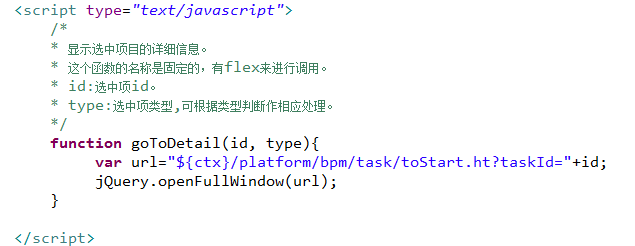 <script type="text/javascript">
/*
* 显示选中项目的详细信息。
* 这个函数的名称是固定的，有flex来进行调用。
* id:选中项id。
* type:选中项类型,可根据类型判断作相应处理。
*/
function goToDetail(id, type){
var url="${ctx}/platform/bpm/task/toStart.ht?taskId="+id;
jQuery.openFullWindow(url);
}
</script>